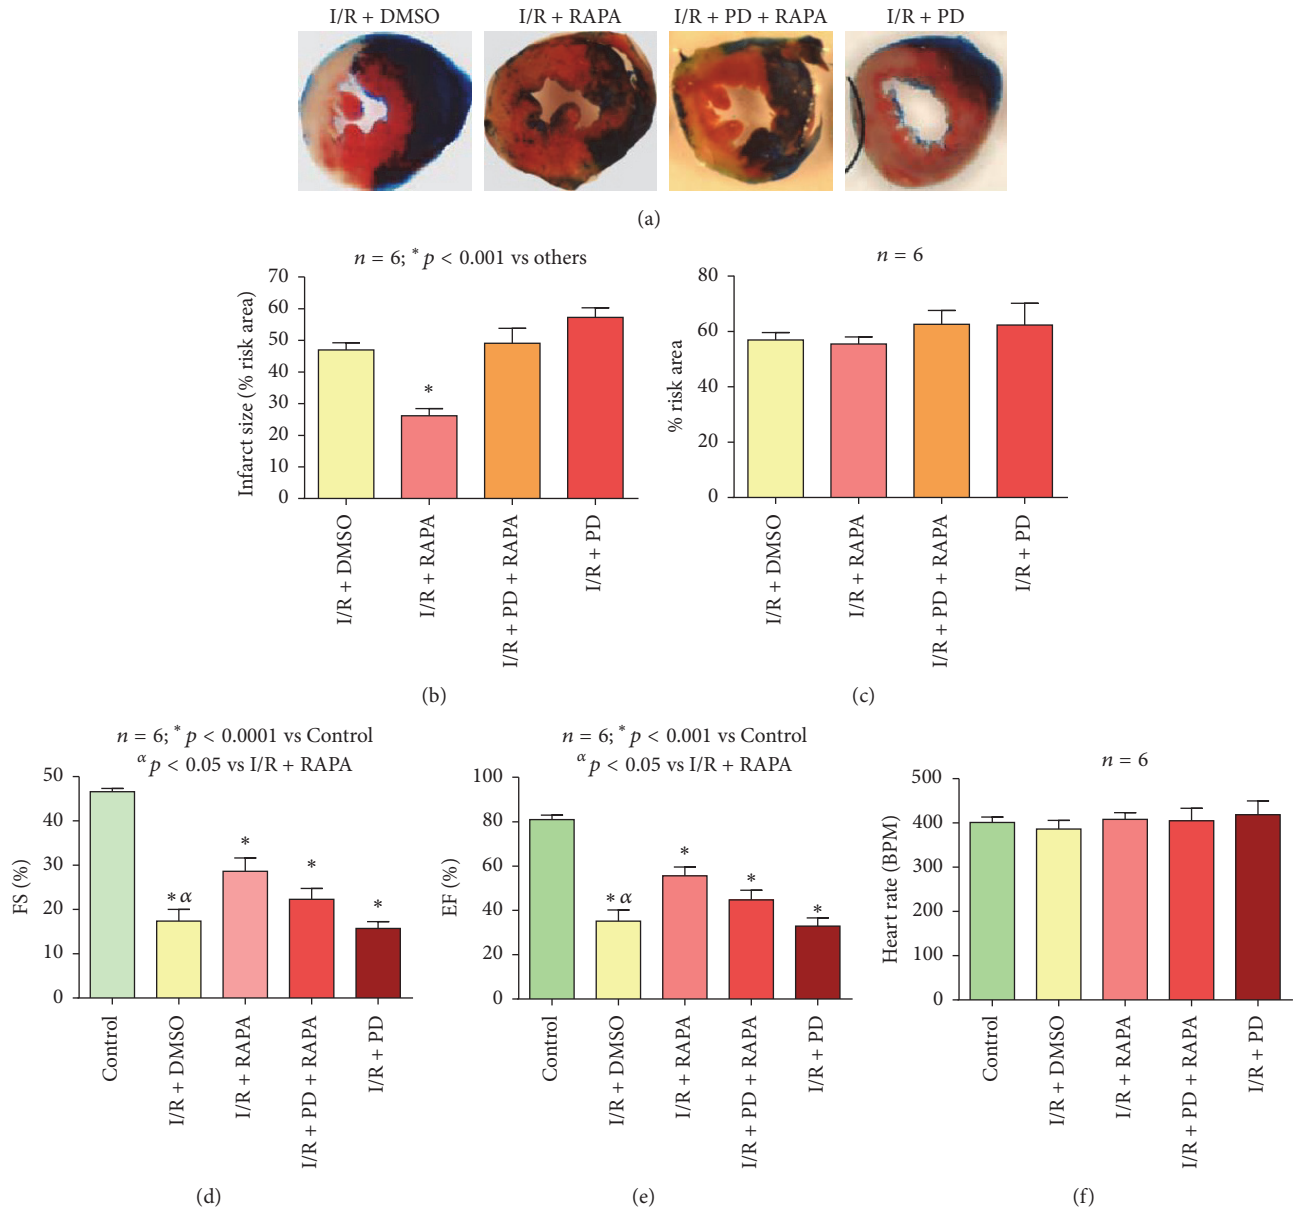 I/R + DMSO
I/R + RAPA
I/R + PD + RAPA
I/R + PD
(a)
n = 6; * p < 0.001 vs others
70
60
50
40
30
20
10
0
Infarct size (% risk area)
*
I/R + DMSO
I/R + RAPA
I/R + PD + RAPA
I/R + PD
(b)
n = 6
80
60
40
20
0
% risk area
I/R + DMSO
I/R + RAPA
I/R + PD + RAPA
I/R + PD
(c)
n = 6; * p < 0.0001 vs Control
α p < 0.05 vs I/R + RAPA
50
40
30
20
10
0
FS (%)
* α
*
*
*
Control
I/R + DMSO
I/R + RAPA
I/R + PD + RAPA
I/R + PD
(d)
n = 6; * p < 0.001 vs Control
α p < 0.05 vs I/R + RAPA
100
80
60
40
20
0
EF (%)
* α
*
*
*
Control
I/R + DMSO
I/R + RAPA
I/R + PD + RAPA
I/R + PD
(e)
n = 6
500
400
300
200
100
0
Heart rate (BPM)
Control
I/R + DMSO
I/R + RAPA
I/R + PD + RAPA
I/R + PD
(f)